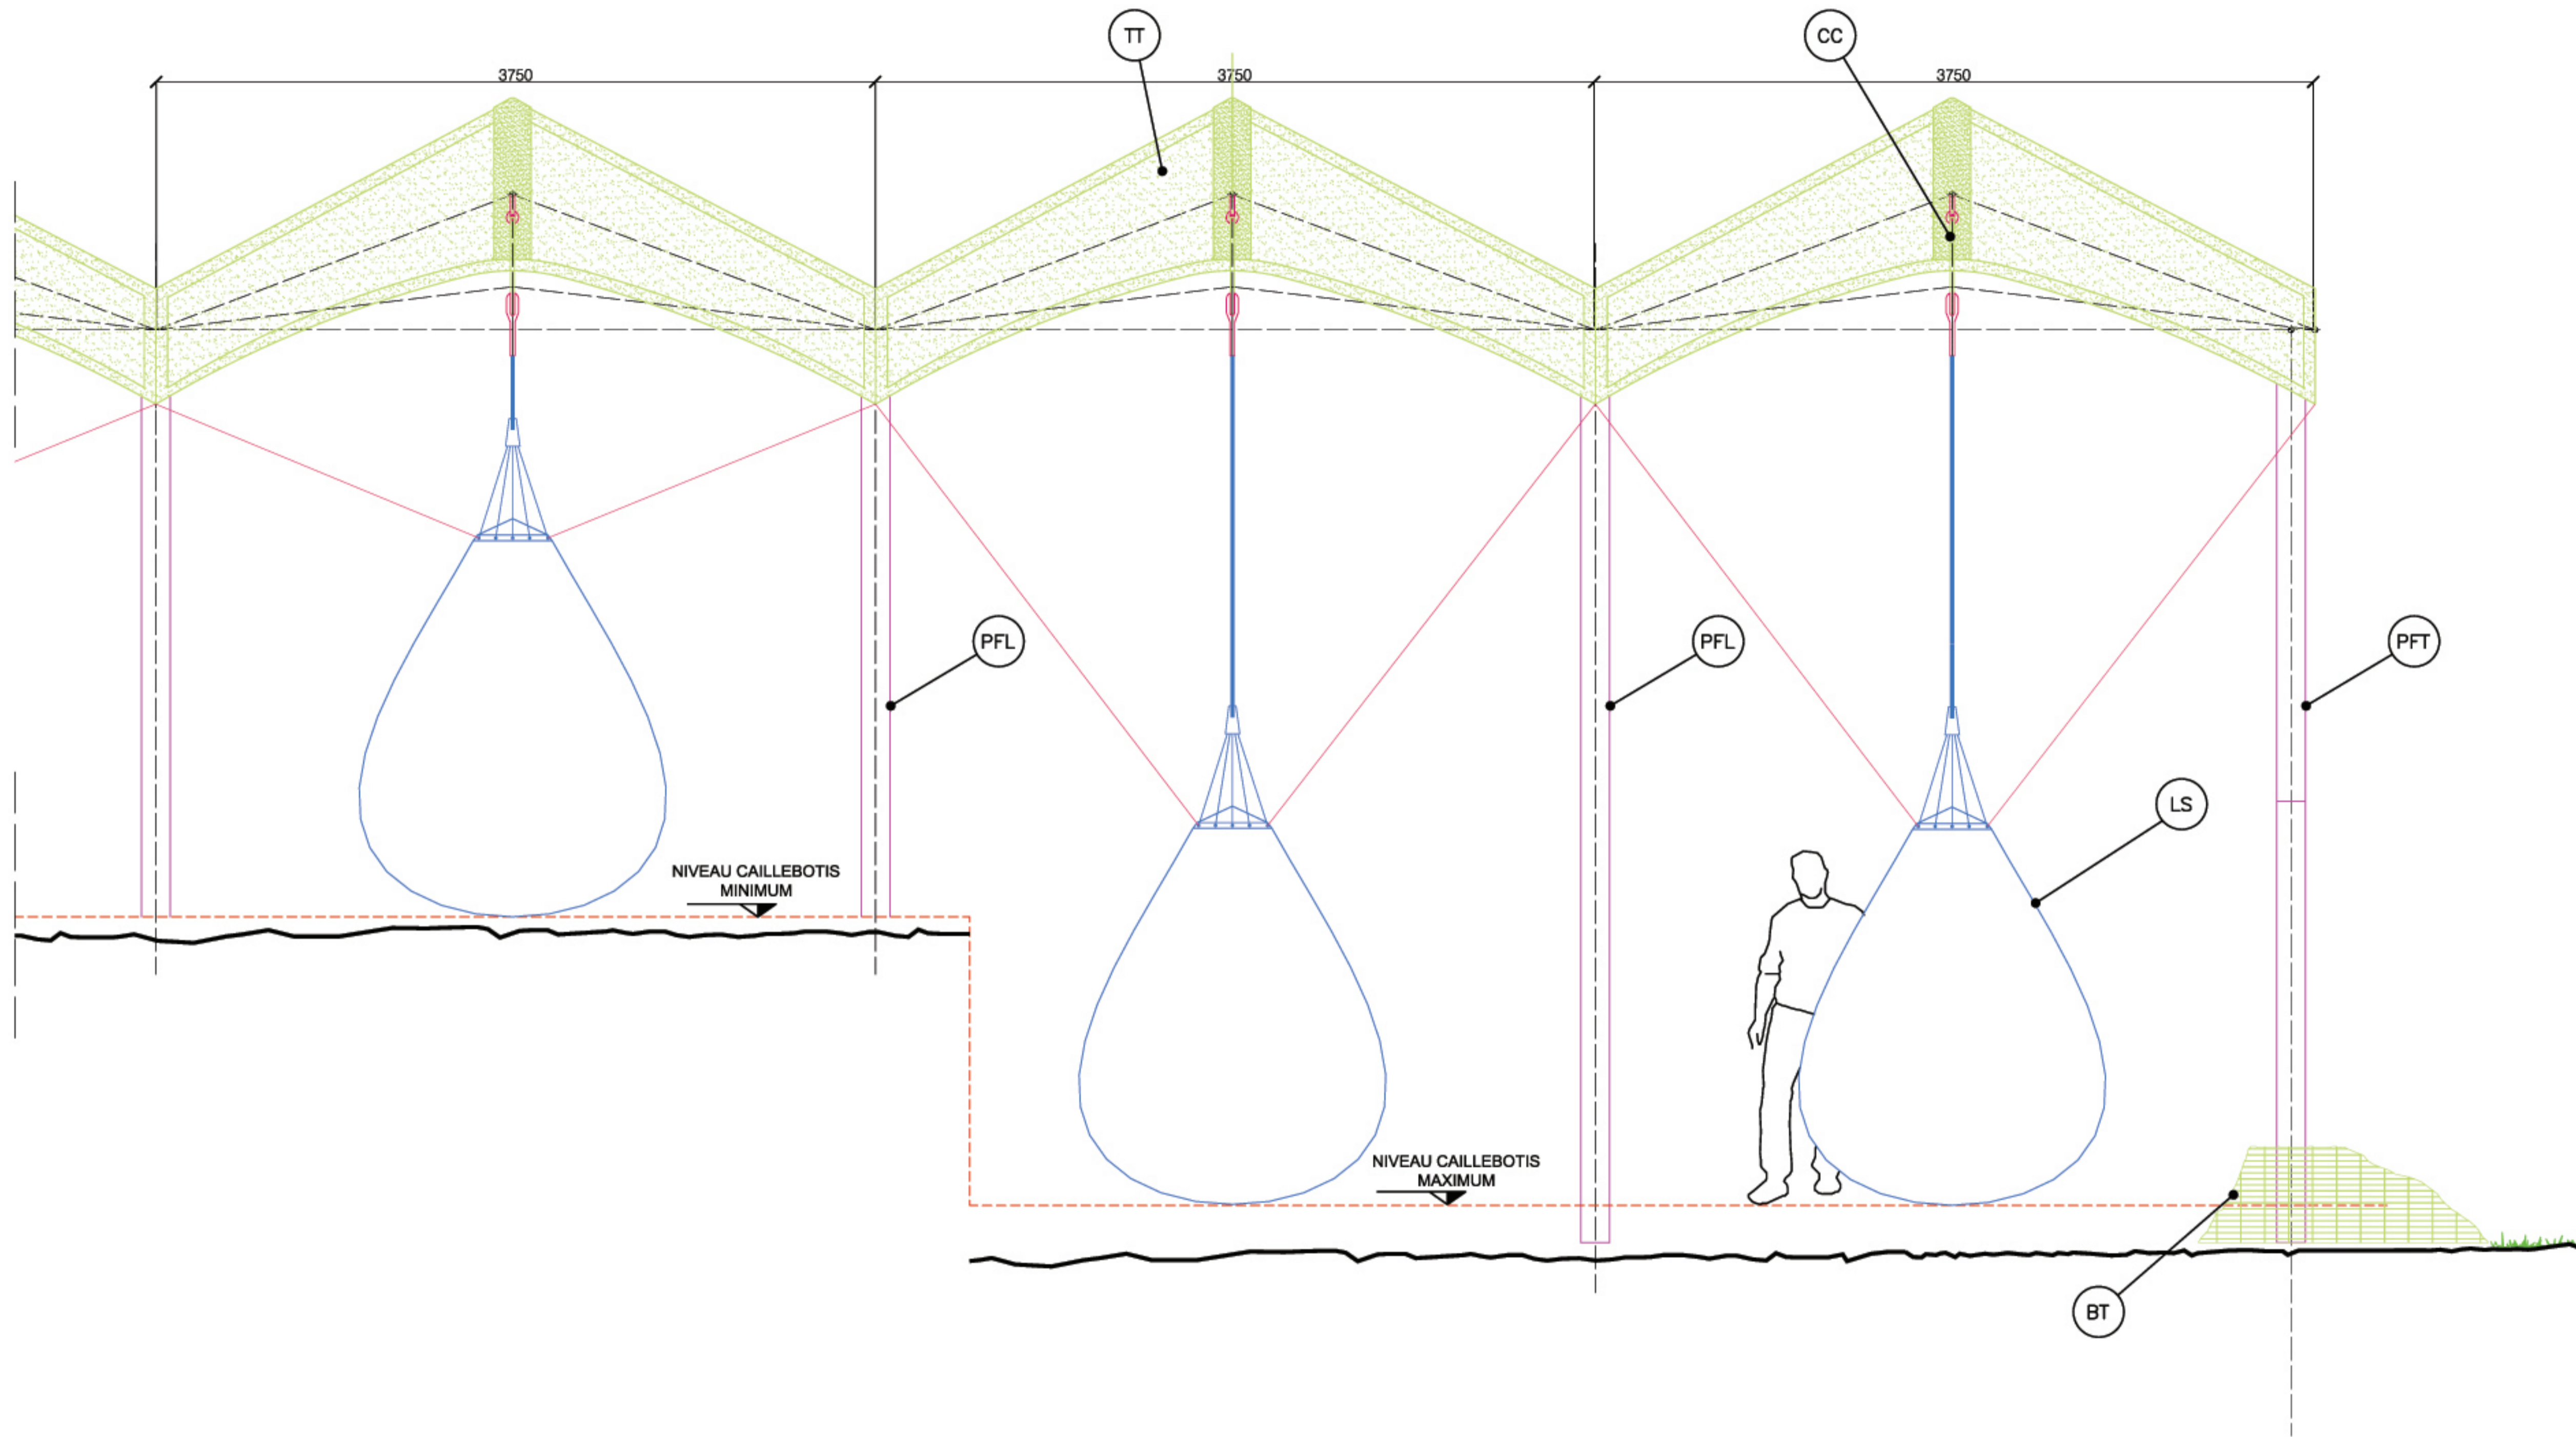 TT
CC
3750
3750
3750
PFL
PFL
PFT
LS
NIVEAU CAILLEBOTIS
MINIMUM
NIVEAU CAILLEBOTIS
MAXIMUM
BT